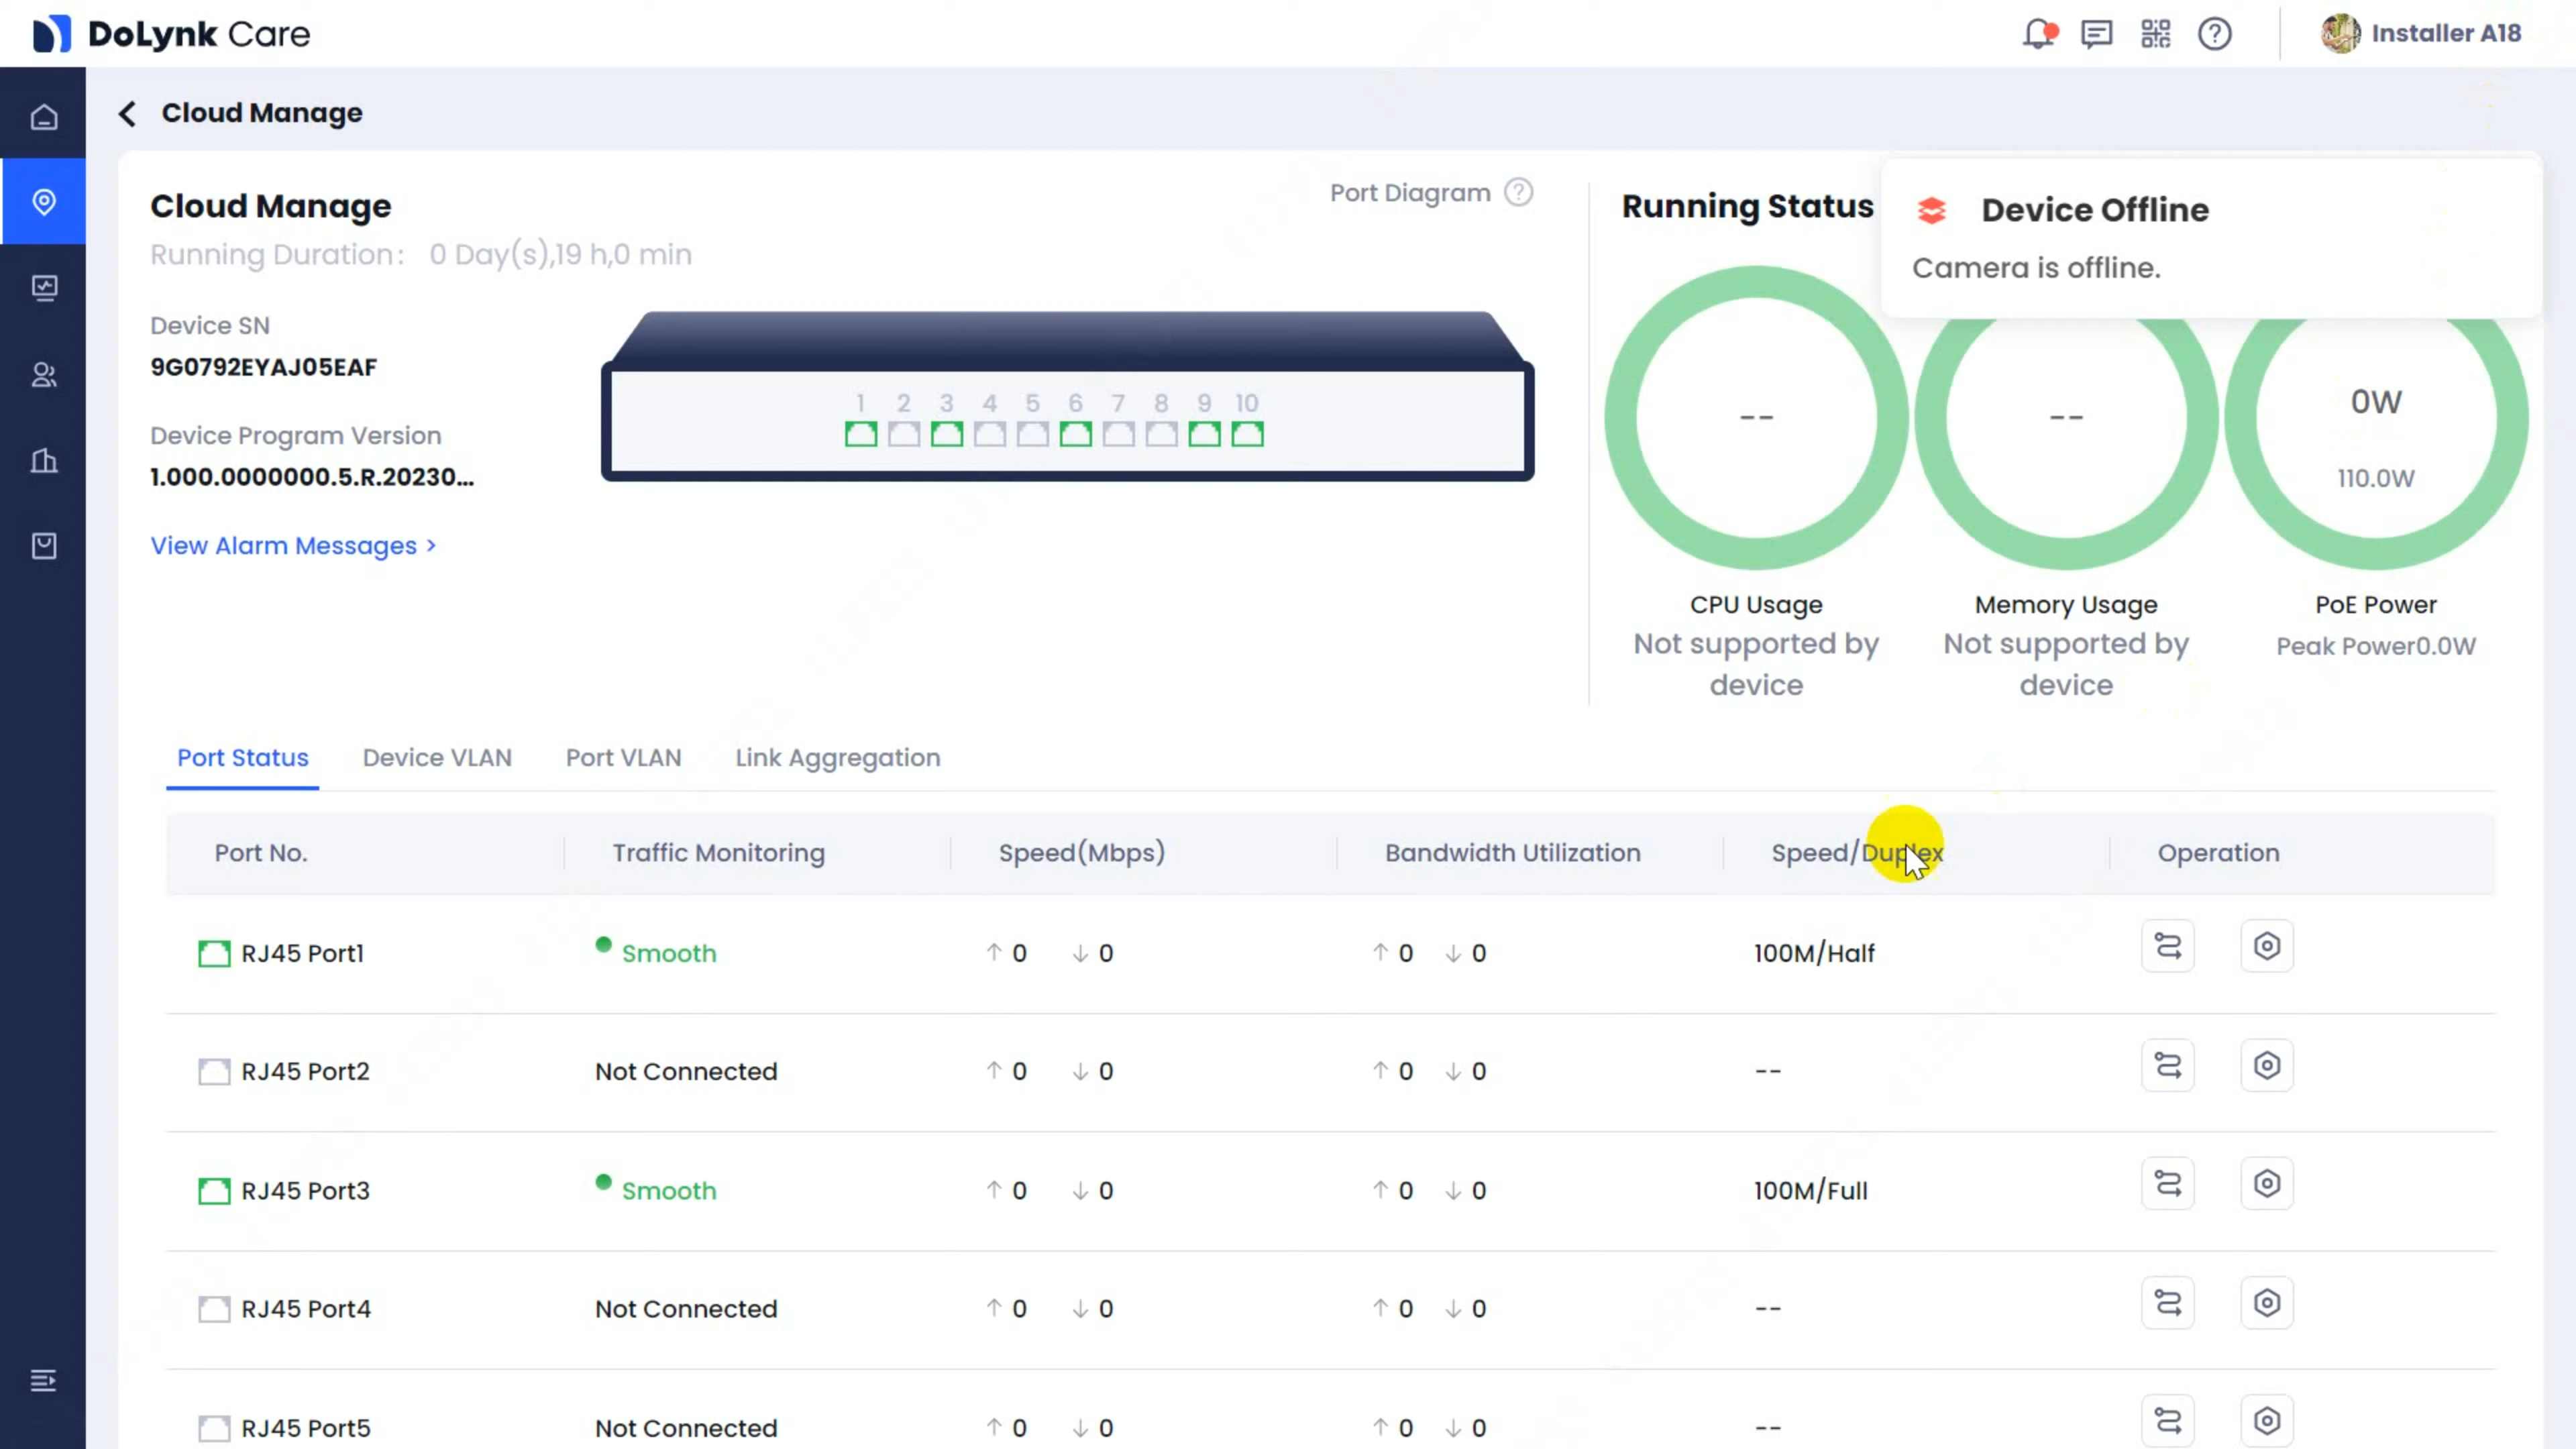 DoLynk Care
Installer A18
Cloud Manage
Cloud Manage
Port Diagram
Running Duration: 0 Day(s),19 h,0 min
Device SN
9G0792EYAJ05EAF
Device Program Version
1.000.0000000.5.R.20230...
View Alarm Messages >
1 2 3 4 5 6 7 8 9 10
Running Status
Device Offline
Camera is offline.
--
--
0W
110.0W
CPU Usage
Not supported by
device
Memory Usage
Not supported by
device
PoE Power
Peak Power0.0W
Port Status Device VLAN Port VLAN Link Aggregation
Port No. Traffic Monitoring Speed(Mbps) Bandwidth Utilization Speed/Duplex Operation
RJ45 Port1 Smooth ↑ 0 ↓ 0 ↑ 0 ↓ 0 100M/Half
RJ45 Port2 Not Connected ↑ 0 ↓ 0 ↑ 0 ↓ 0 --
RJ45 Port3 Smooth ↑ 0 ↓ 0 ↑ 0 ↓ 0 100M/Full
RJ45 Port4 Not Connected ↑ 0 ↓ 0 ↑ 0 ↓ 0 --
RJ45 Port5 Not Connected ↑ 0 ↓ 0 ↑ 0 ↓ 0 --